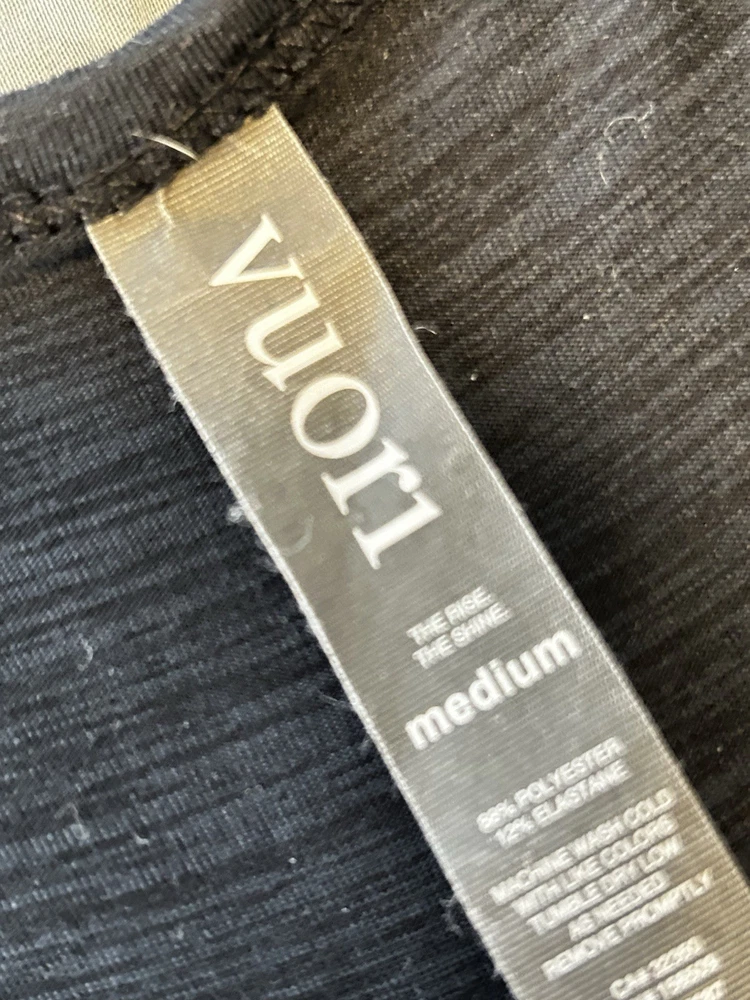 vuori
THE RISE.
THE SHINE.
medium
88% POLYESTER
12% ELASTANE
MACHINE WASH COLD
WITH LIKE COLORS
TUMBLE DRY LOW
AS NEEDED
REMOVE PROMPTLY
CA#